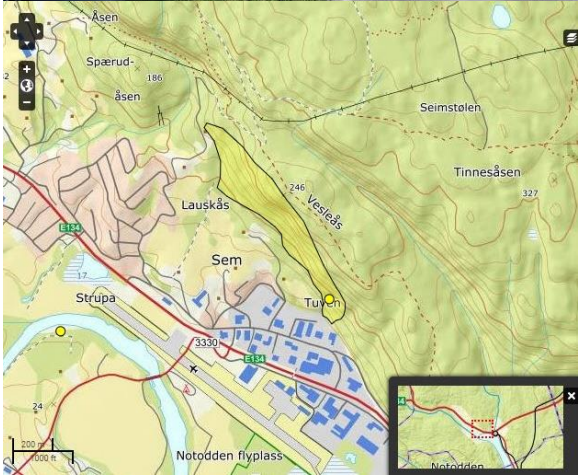 Åsen
Spærud-
åsen
186
Seimstølen
Tinnesåsen
327
246
Vesleås
Lauskås
E134
Sem
17
Strupa
Tuven
3330
E134
24
200 m
1000 ft
Notodden flyplass
Notodden